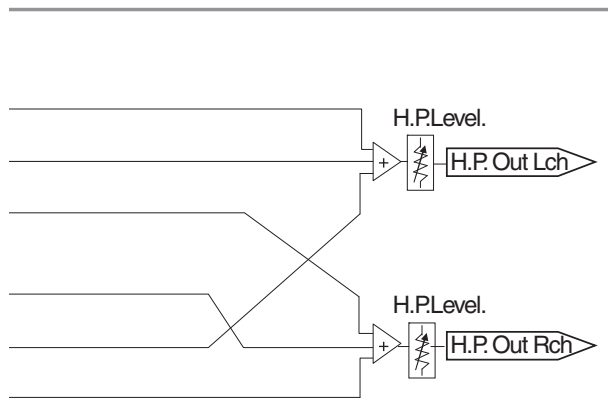 H.P.Level.
+
H.P. Out Lch
H.P.Level.
+
H.P. Out Rch